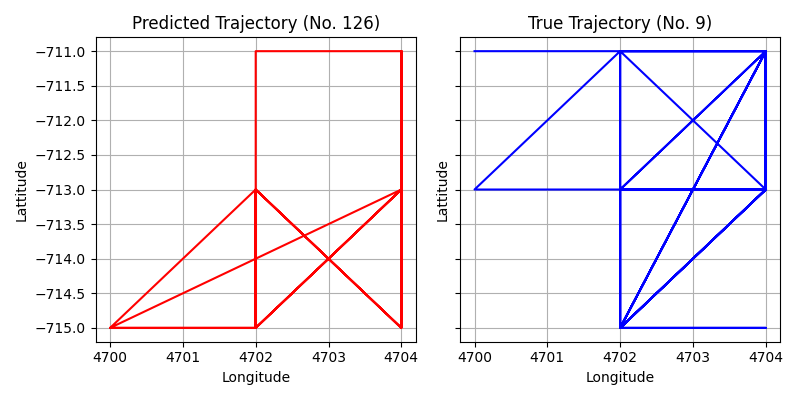 Predicted Trajectory (No. 126)
True Trajectory (No. 9)
−711.0
−711.5
−712.0
−712.5
−713.0
−713.5
−714.0
−714.5
−715.0
Lattitude
Lattitude
4700 4701 4702 4703 4704
4700 4701 4702 4703 4704
Longitude
Longitude